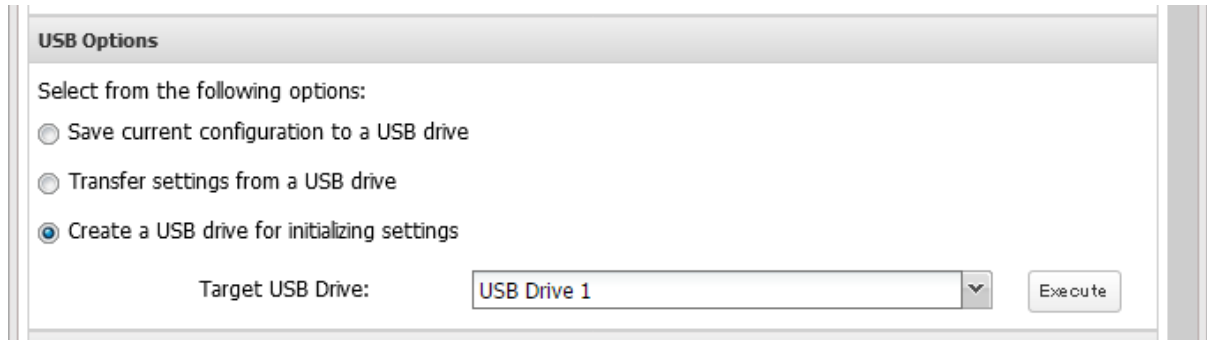 USB Options
Select from the following options:
Save current configuration to a USB drive
Transfer settings from a USB drive
Create a USB drive for initializing settings
Target USB Drive: USB Drive 1 Execute